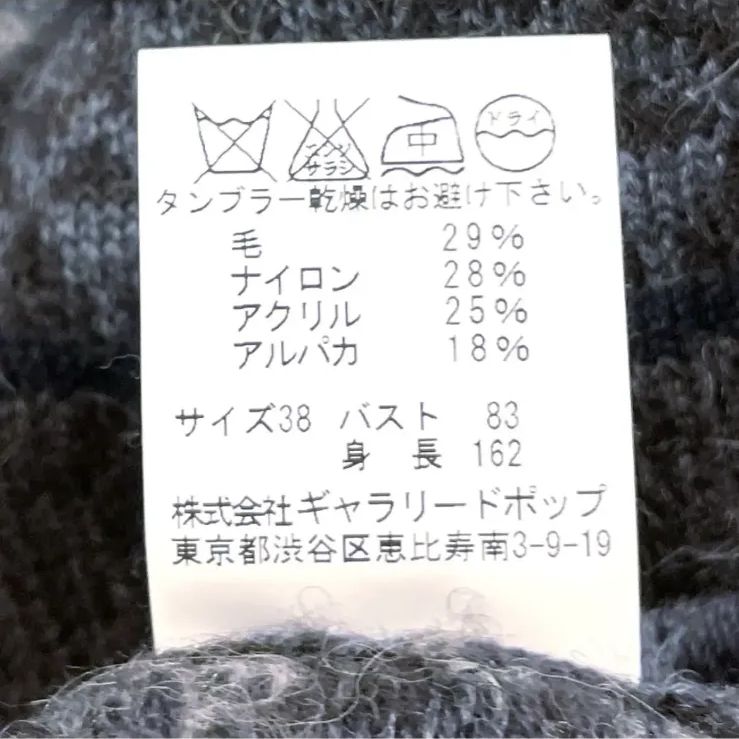 エンソ サラシ 中 ドライ
タンブラー乾燥はお避け下さい。
毛 29%
ナイロン 28%
アクリル 25%
アルパカ 18%
サイズ38 バスト 83
身長 162
株式会社ギャラリードポップ
東京都渋谷区恵比寿南3-9-19